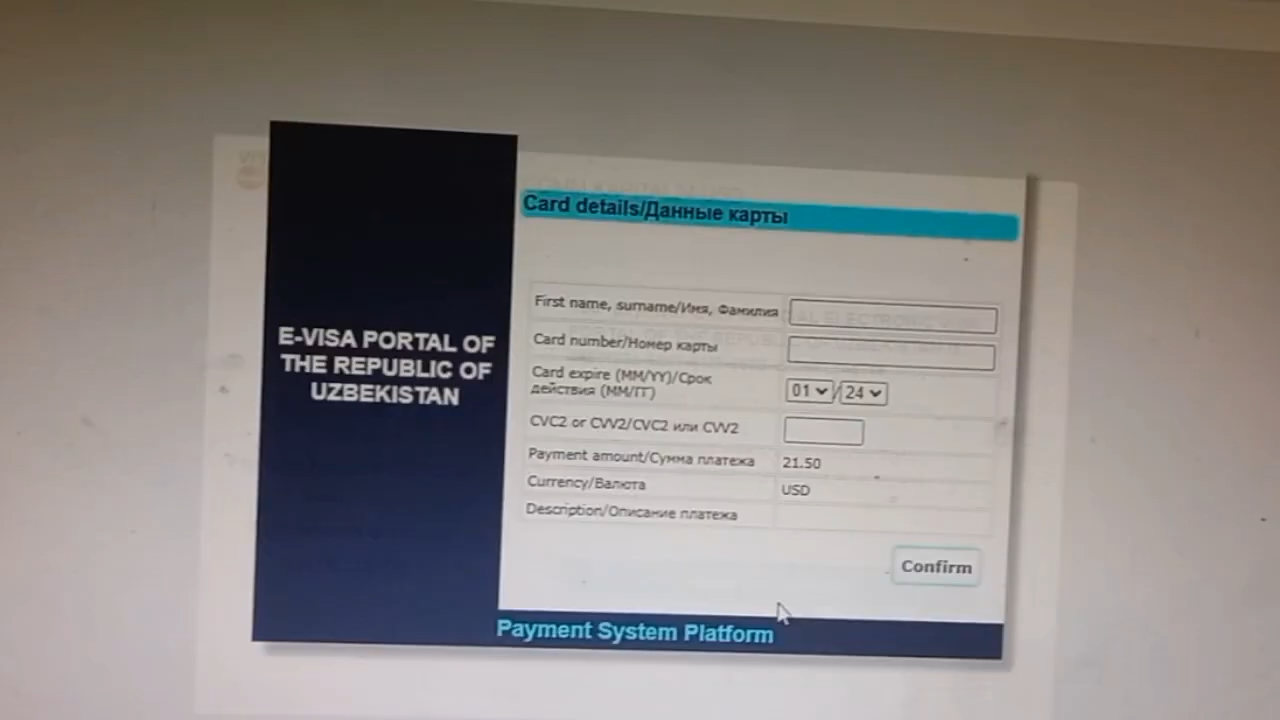 Card details/Данные карты
E-VISA PORTAL OF
THE REPUBLIC OF
UZBEKISTAN
First name, surname/Имя, Фамилия
Card number/Номер карты
Card expire (MM/YY)/Срок
действия (ММ/ГГ)
01 / 24
CVC2 or CVV2/CVC2 или CVV2
Payment amount/Сумма платежа
21.50
Currency/Валюта
USD
Description/Описание платежа
Confirm
Payment System Platform